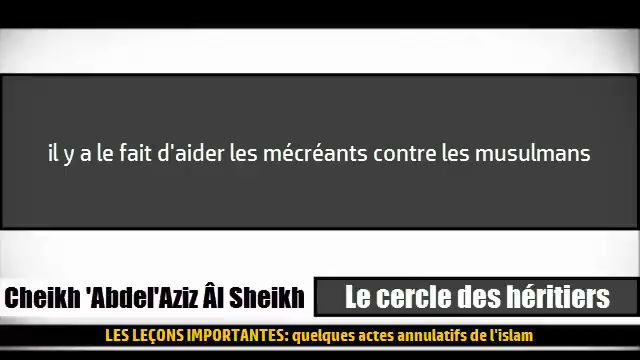 il y a le fait d'aider les mécréants contre les musulmans
Cheikh 'Abdel'Aziz Âl Sheikh
Le cercle des héritiers
LES LEÇONS IMPORTANTES: quelques actes annulatifs de l'islam